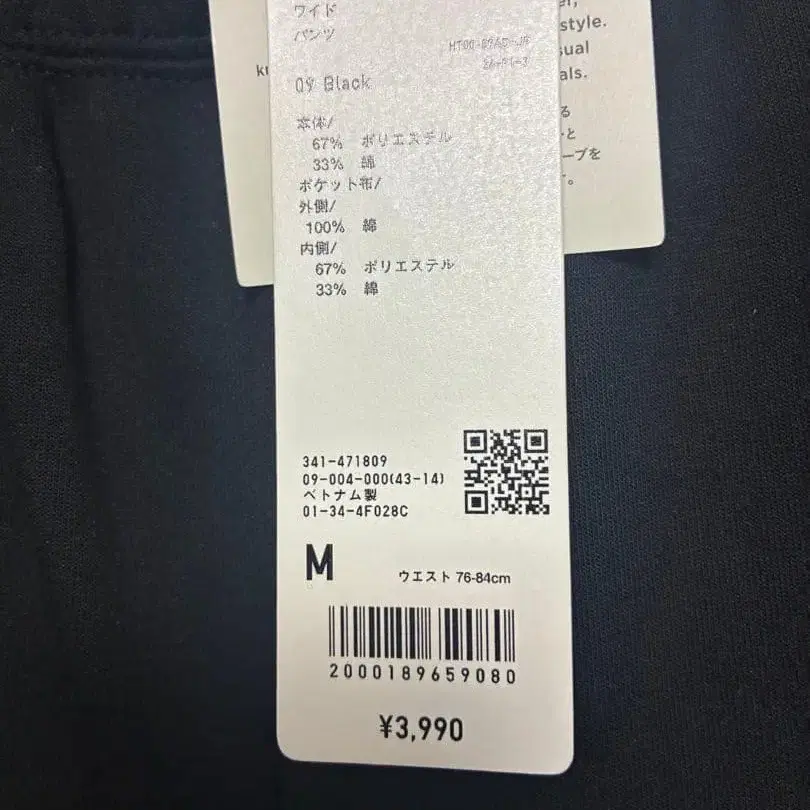 ワイド
パンツ
09 Black
本体/
67% ポリエステル
33% 綿
ポケット布/
外側/
100% 綿
内側/
67% ポリエステル
33% 綿
341-471809
09-004-000(43-14)
ベトナム製
01-34-4F028C
M
ウエスト 76-84cm
2000189659080
¥3,990
style.